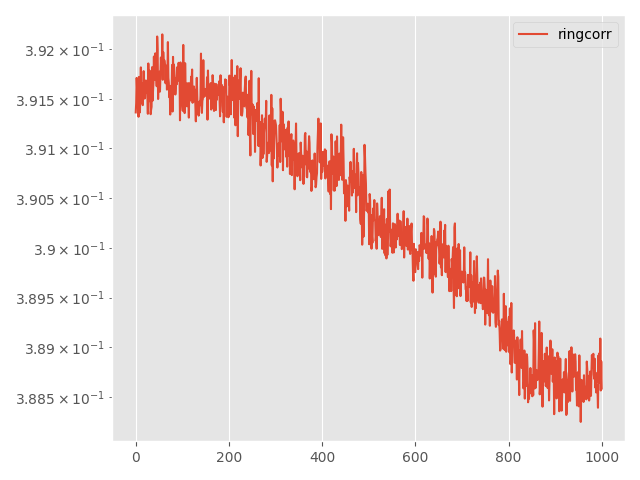 ringcorr
3.92 × 10⁻¹
3.915 × 10⁻¹
3.91 × 10⁻¹
3.905 × 10⁻¹
3.9 × 10⁻¹
3.895 × 10⁻¹
3.89 × 10⁻¹
3.885 × 10⁻¹
0 200 400 600 800 1000